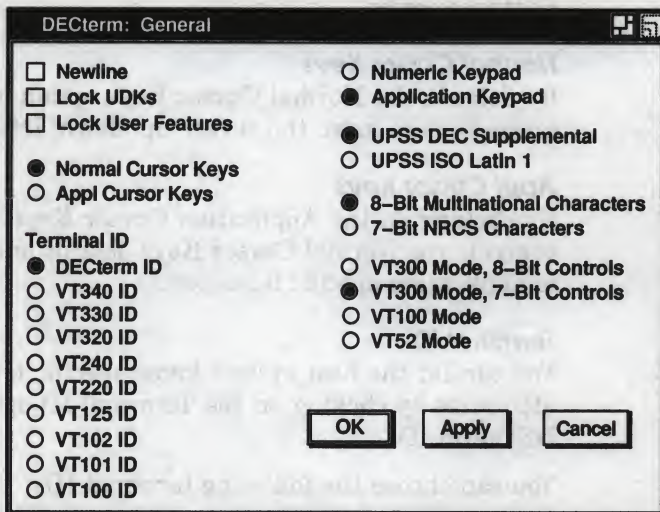 DECterm: General
Newline
Lock UDKs
Lock User Features
Normal Cursor Keys
Appl Cursor Keys
Terminal ID
DECterm ID
VT340 ID
VT330 ID
VT320 ID
VT240 ID
VT220 ID
VT125 ID
VT102 ID
VT101 ID
VT100 ID
Numeric Keypad
Application Keypad
UPSS DEC Supplemental
UPSS ISO Latin 1
8–Bit Multinational Characters
7–Bit NRCS Characters
VT300 Mode, 8–Bit Controls
VT300 Mode, 7–Bit Controls
VT100 Mode
VT52 Mode
OK
Apply
Cancel